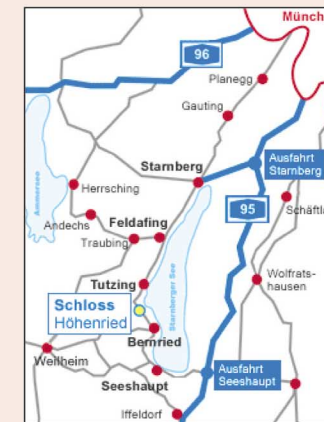 Münch
96
Planegg
Gauting
Starnberg
Ausfahrt
Starnberg
Ammersee
Herrsching
95
Schäftla
Andechs
Feldafing
Traubing
Starnberger See
Wolfrats-
hausen
Tutzing
Schloss
Höhenried
Bernried
Weilheim
Seeshaupt
Ausfahrt
Seeshaupt
Iffeldorf